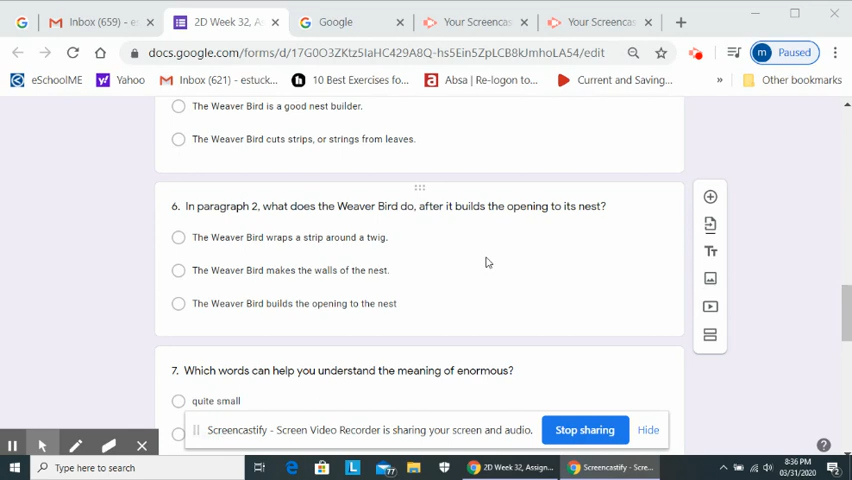 Inbox (659) - es
2D Week 32, Ass
Google
Your Screencas
Your Screencas
docs.google.com/forms/d/17G0O3ZKtz5IaHC429A8Q-hs5Ein5ZpLCB8kJmhoLA54/edit
m Paused
eSchoolME
Yahoo
Inbox (621) - estuck...
10 Best Exercises fo...
Absa | Re-logon to...
Current and Saving...
»
Other bookmarks
The Weaver Bird is a good nest builder.
The Weaver Bird cuts strips, or strings from leaves.
6. In paragraph 2, what does the Weaver Bird do, after it builds the opening to its nest?
The Weaver Bird wraps a strip around a twig.
The Weaver Bird makes the walls of the nest.
The Weaver Bird builds the opening to the nest
Tт
7. Which words can help you understand the meaning of enormous?
quite small
Screencastify - Screen Video Recorder is sharing your screen and audio.
Stop sharing
Hide
Type here to search
77
2D Week 32, Assign...
Screencastify - Scre...
8:36 PM
03/31/2020
2